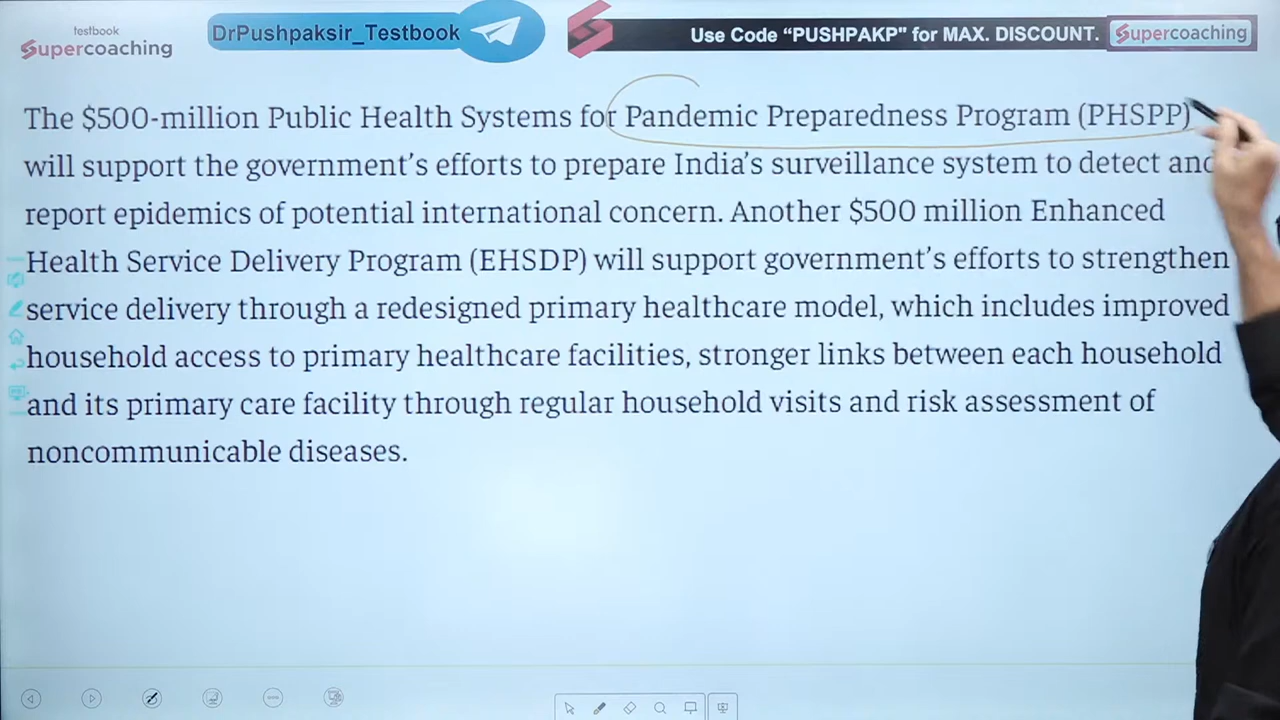 testbook
Supercoaching
DrPushpaksir_Testbook
Use Code “PUSHPAKP" for MAX. DISCOUNT.
Supercoaching
The $500-million Public Health Systems for Pandemic Preparedness Program (PHSPP)
will support the government’s efforts to prepare India’s surveillance system to detect and
report epidemics of potential international concern. Another $500 million Enhanced
Health Service Delivery Program (EHSDP) will support government’s efforts to strengthen
service delivery through a redesigned primary healthcare model, which includes improved
household access to primary healthcare facilities, stronger links between each household
and its primary care facility through regular household visits and risk assessment of
noncommunicable diseases.